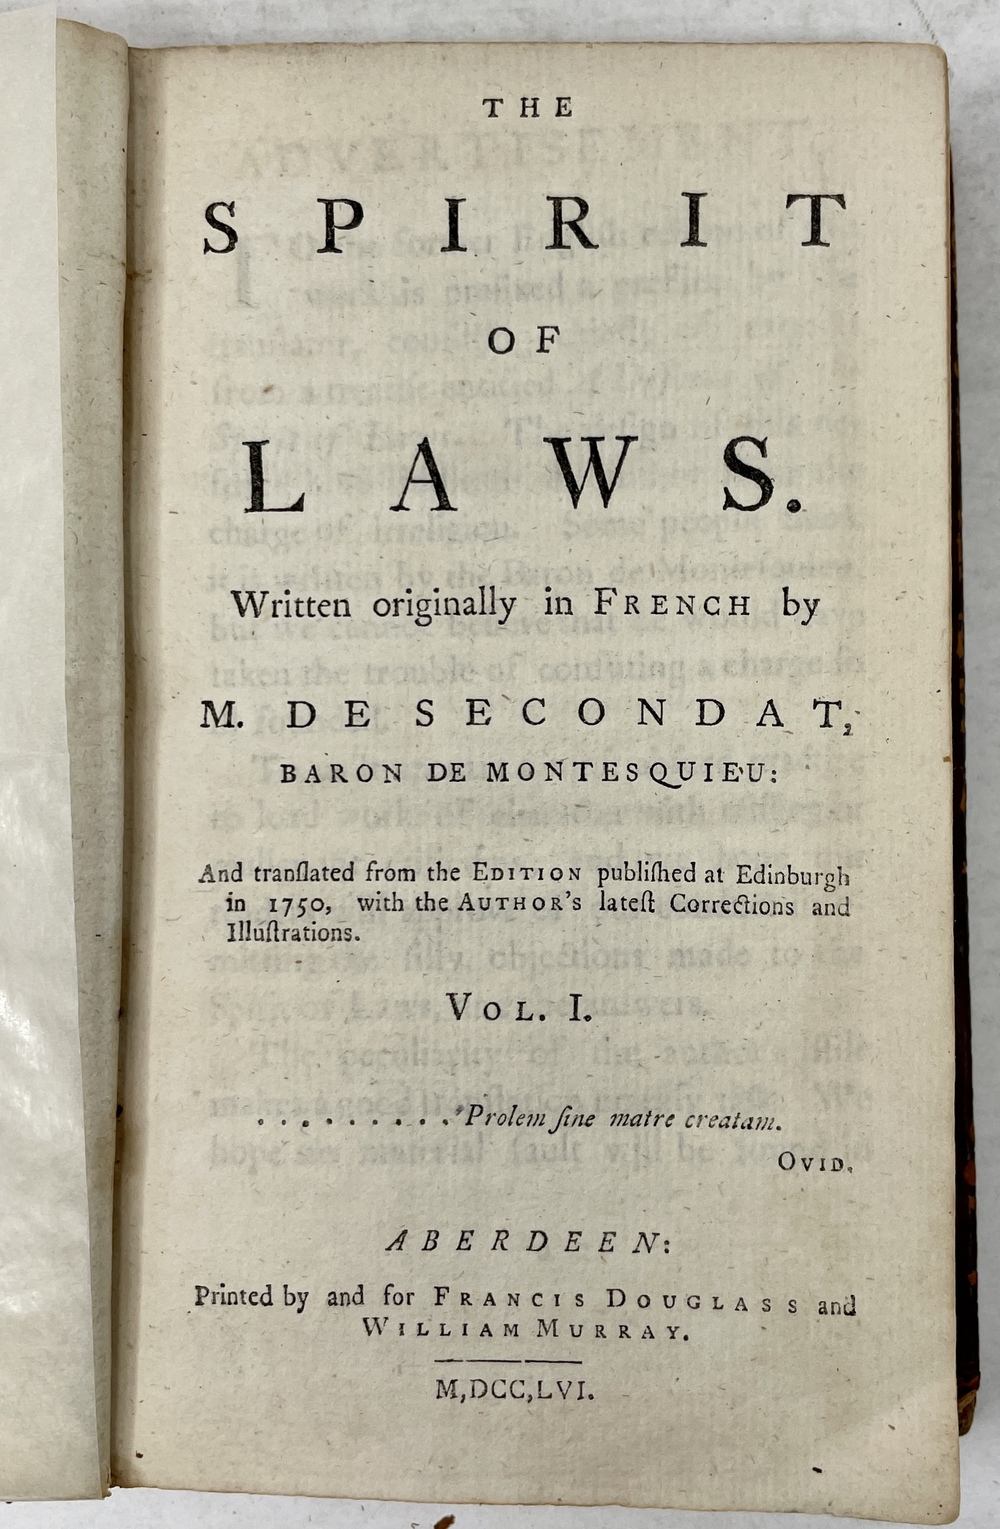 THE
SPIRIT
OF
LAWS.
Written originally in FRENCH by
M. DE SECONDAT,
BARON DE MONTESQUIEU:
And tranſlated from the EDITION publiſhed at Edinburgh
in 1750, with the AUTHOR'S lateſt Corrections and
Illuſtrations.
VOL. I.
. . . . . . . . . Prolem ſine matre creatam.
OVID.
ABERDEEN:
Printed by and for FRANCIS DOUGLASS and
WILLIAM MURRAY.
M,DCC,LVI.